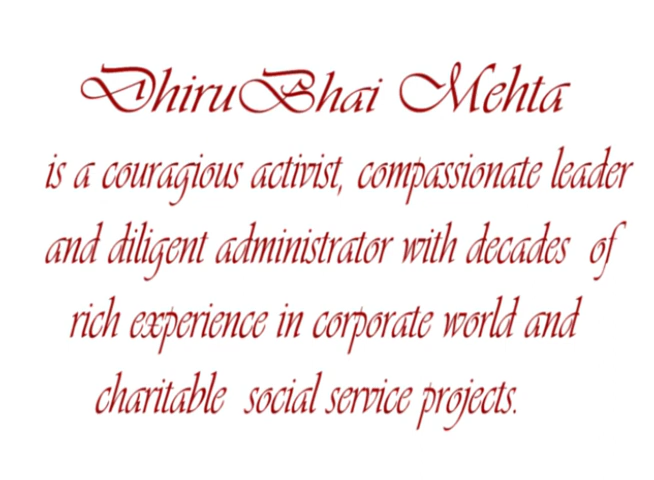 DhiruBhai Mehta
is a couragious activist, compassionate leader
and diligent administrator with decades of
rich experience in corporate world and
charitable social service projects.